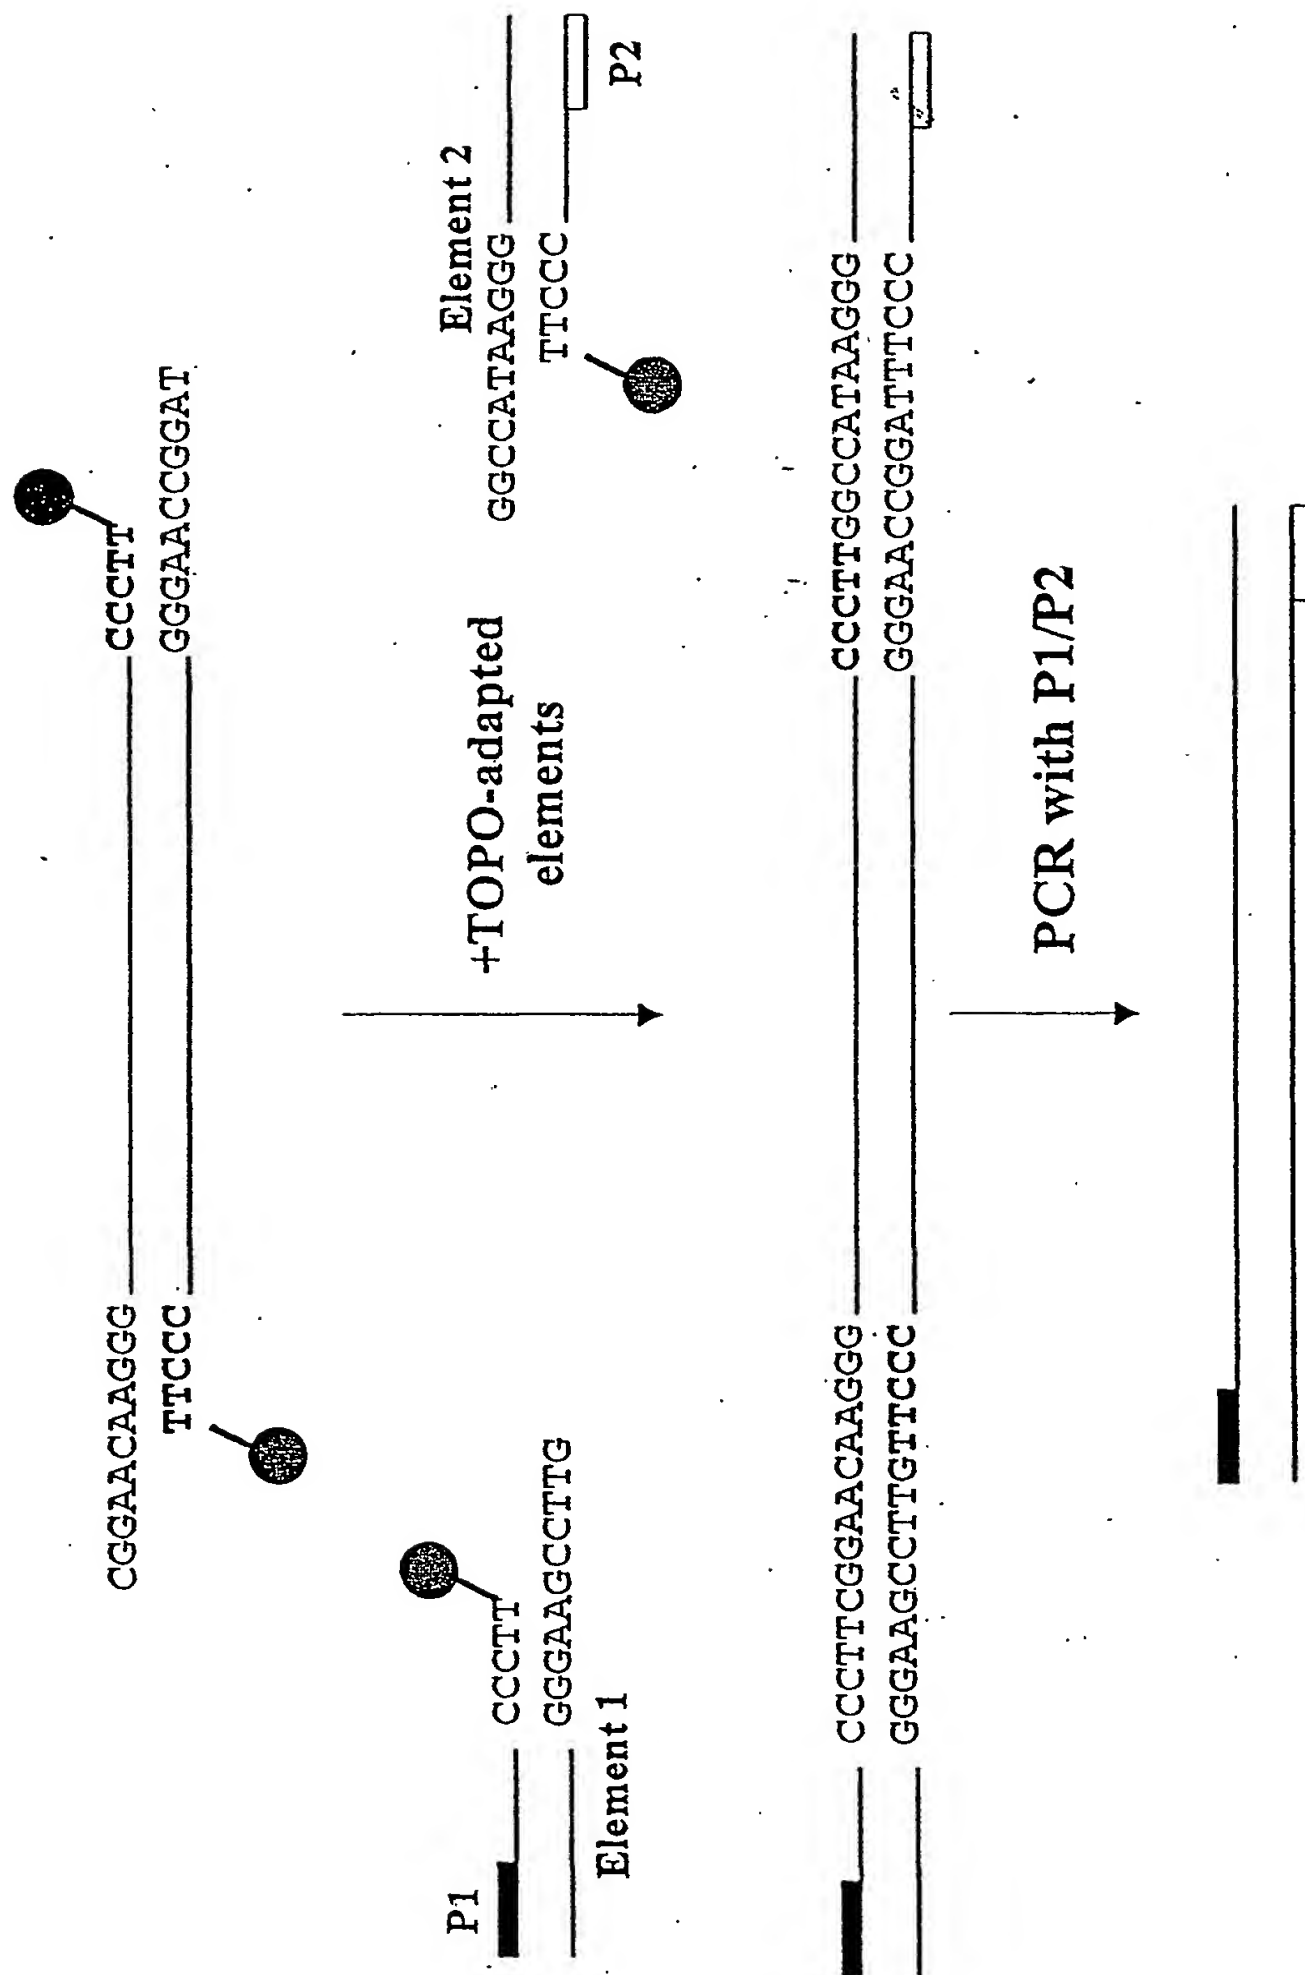 CGGAACAAGGG CCCTT
TTCCC GGGAACCGGAT
+TOPO-adapted
elements
P1
CCCTT
GGGAAGCCTTG
Element 1
Element 2
GGCCATAAGGG
TTCCC
P2
CCCTTCGGAACAAGGG CCCTTGGCCATAAGGG
GGGAAGCCTTGTTCCC GGGAACCGGATTTCCC
PCR with P1/P2